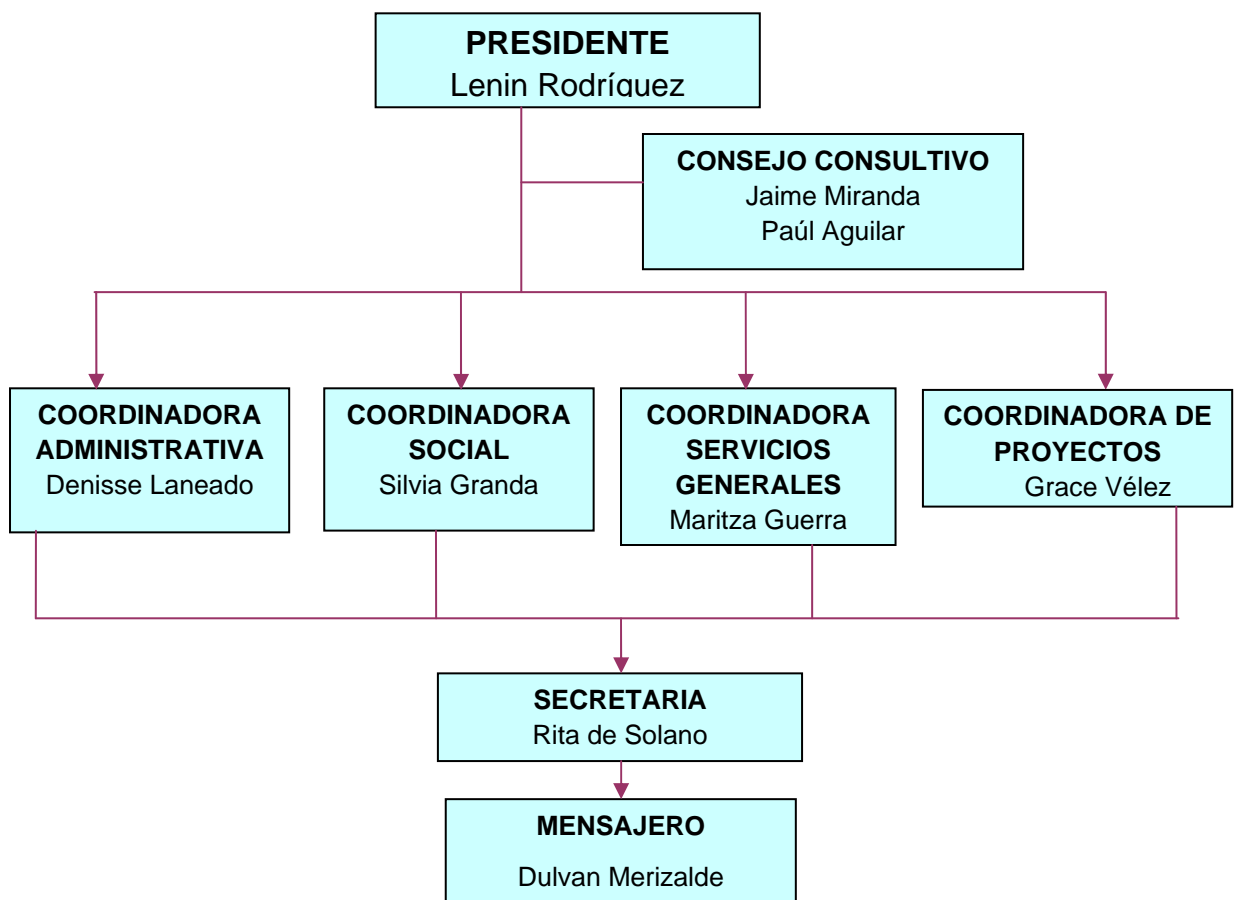 PRESIDENTE
Lenin Rodríguez
CONSEJO CONSULTIVO
Jaime Miranda
Paúl Aguilar
COORDINADORA
ADMINISTRATIVA
Denisse Laneado
COORDINADORA
SOCIAL
Silvia Granda
COORDINADORA
SERVICIOS
GENERALES
Maritza Guerra
COORDINADORA DE
PROYECTOS
Grace Vélez
SECRETARIA
Rita de Solano
MENSAJERO
Dulvan Merizalde